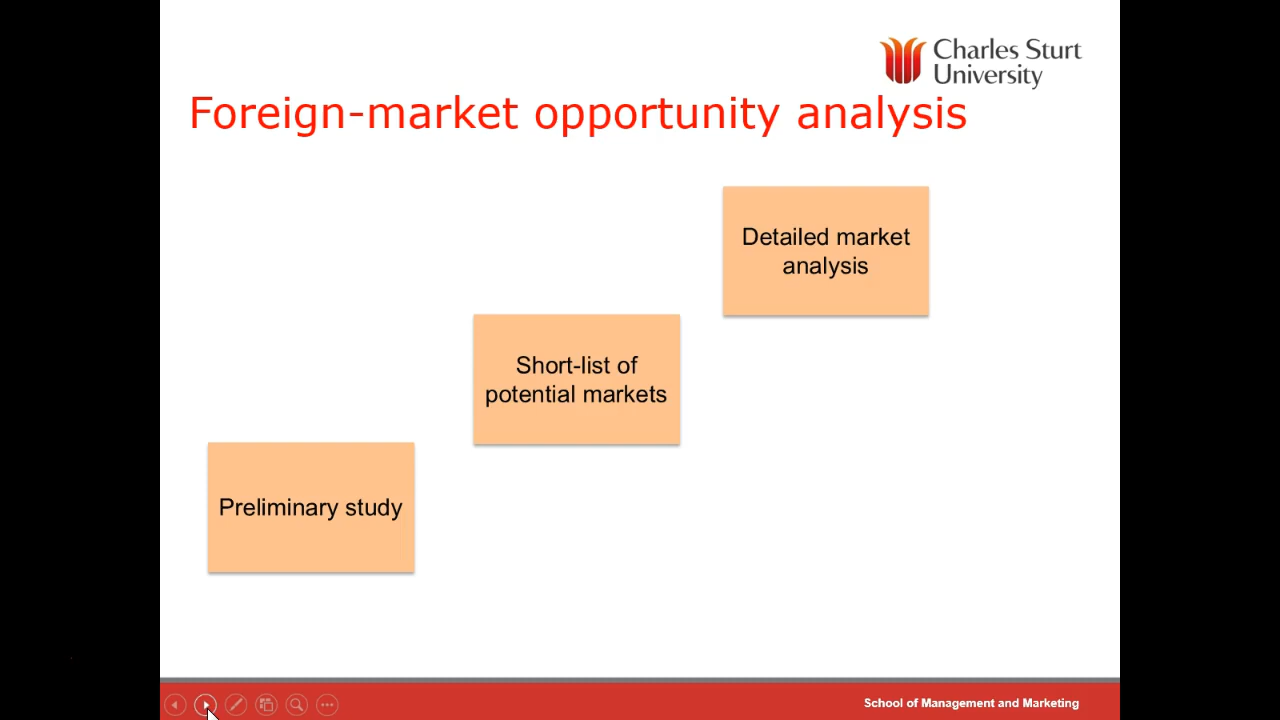 Charles Sturt
University
Foreign-market opportunity analysis
Detailed market
analysis
Short-list of
potential markets
Preliminary study
School of Management and Marketing